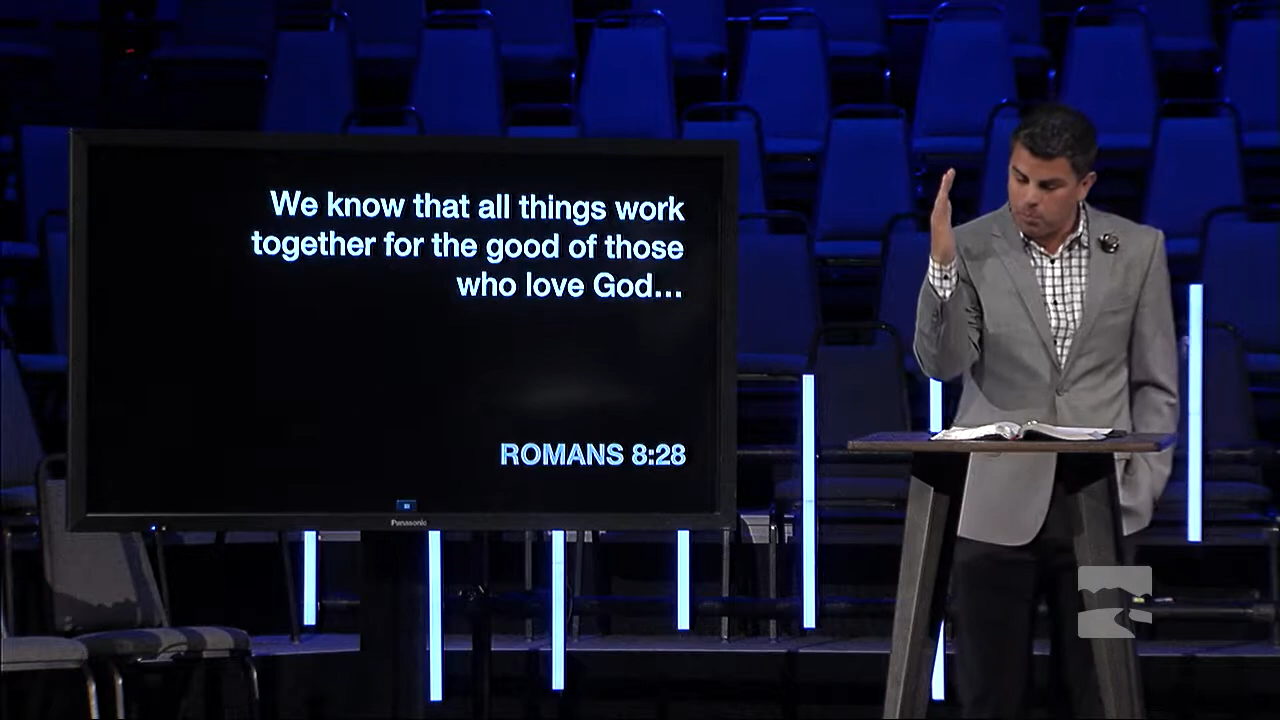 We know that all things work
together for the good of those
who love God...
ROMANS 8:28
Panasonic